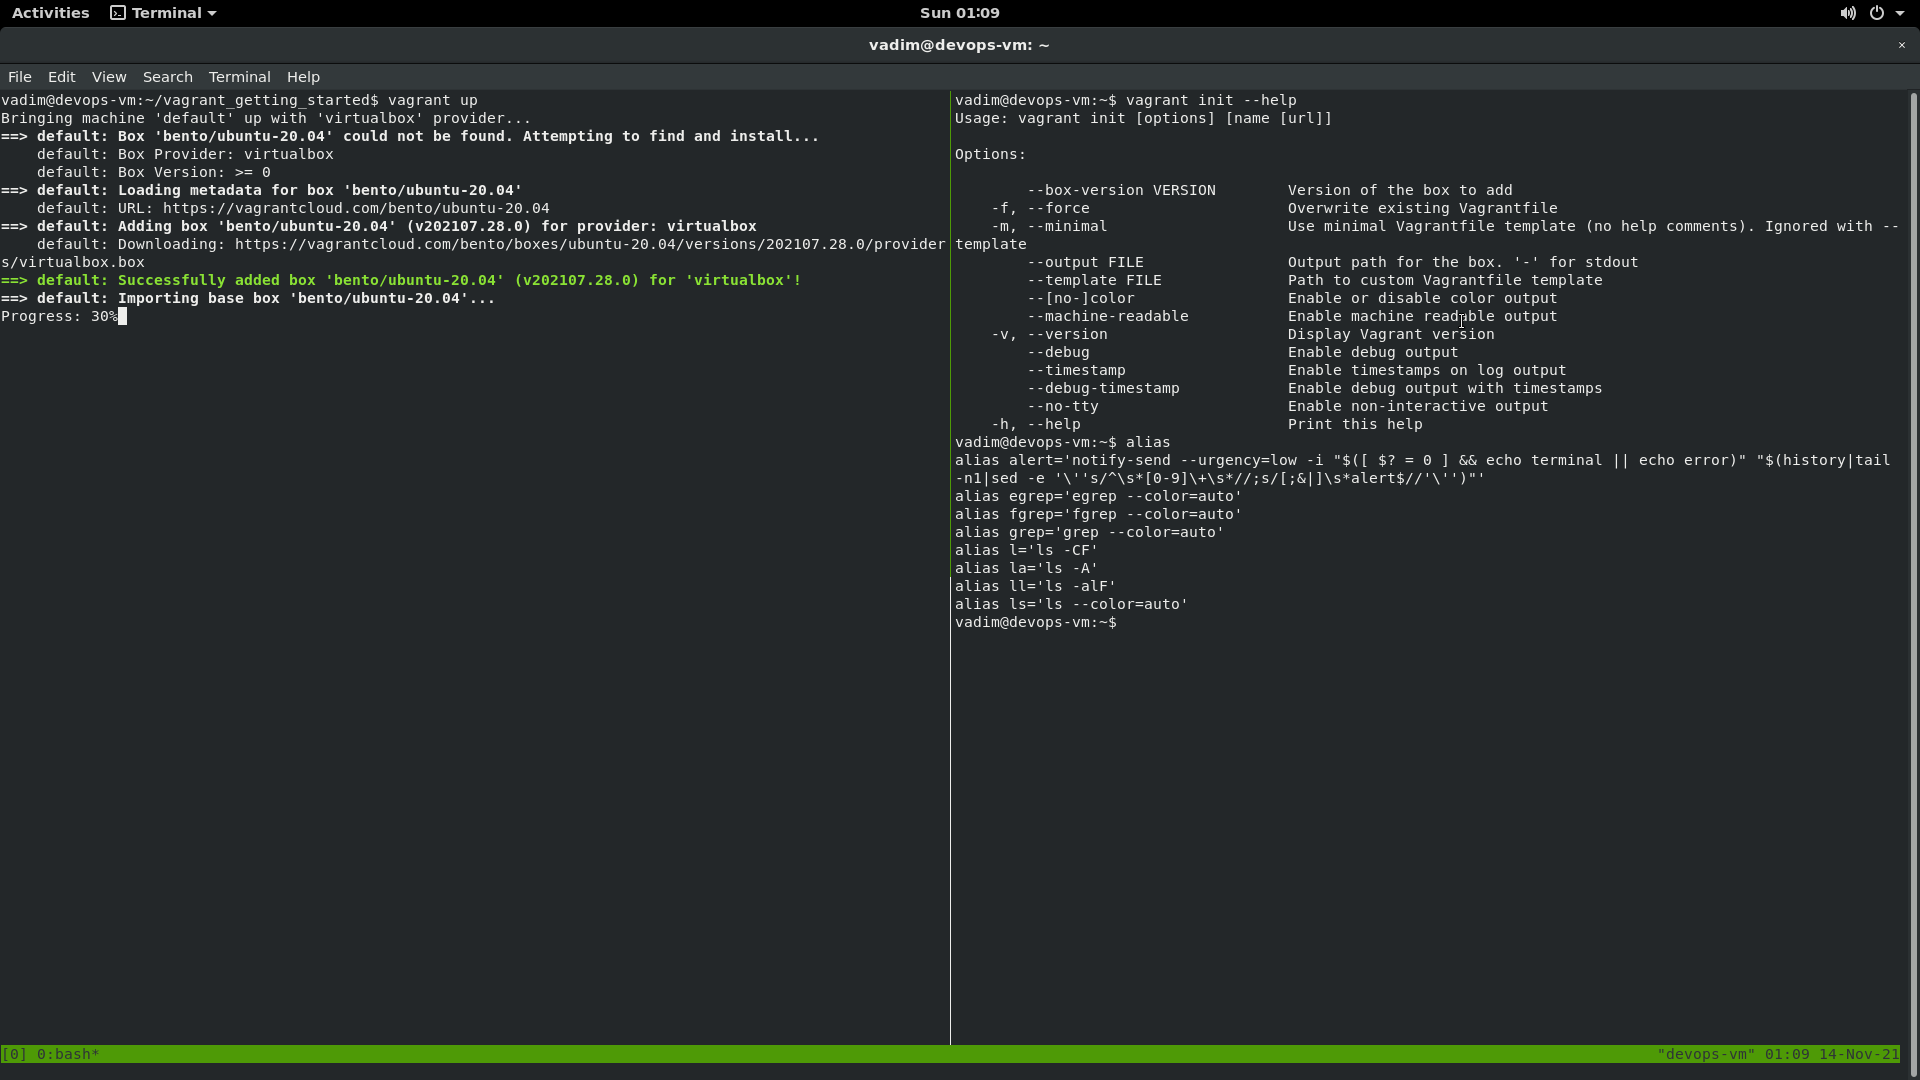 Activities Terminal Sun 01:09
vadim@devops-vm: ~ ×
File Edit View Search Terminal Help
vadim@devops-vm:~/vagrant_getting_started$ vagrant up
Bringing machine 'default' up with 'virtualbox' provider...
==> default: Box 'bento/ubuntu-20.04' could not be found. Attempting to find and install...
    default: Box Provider: virtualbox
    default: Box Version: >= 0
==> default: Loading metadata for box 'bento/ubuntu-20.04'
    default: URL: https://vagrantcloud.com/bento/ubuntu-20.04
==> default: Adding box 'bento/ubuntu-20.04' (v202107.28.0) for provider: virtualbox
    default: Downloading: https://vagrantcloud.com/bento/boxes/ubuntu-20.04/versions/202107.28.0/provider
s/virtualbox.box
==> default: Successfully added box 'bento/ubuntu-20.04' (v202107.28.0) for 'virtualbox'!
==> default: Importing base box 'bento/ubuntu-20.04'...
Progress: 30%
vadim@devops-vm:~$ vagrant init --help
Usage: vagrant init [options] [name [url]]
Options:
        --box-version VERSION        Version of the box to add
    -f, --force                      Overwrite existing Vagrantfile
    -m, --minimal                    Use minimal Vagrantfile template (no help comments). Ignored with --
template
        --output FILE                Output path for the box. '-' for stdout
        --template FILE              Path to custom Vagrantfile template
        --[no-]color                 Enable or disable color output
        --machine-readable           Enable machine readable output
    -v, --version                    Display Vagrant version
        --debug                      Enable debug output
        --timestamp                  Enable timestamps on log output
        --debug-timestamp            Enable debug output with timestamps
        --no-tty                     Enable non-interactive output
    -h, --help                       Print this help
vadim@devops-vm:~$ alias
alias alert='notify-send --urgency=low -i "$([ $? = 0 ] && echo terminal || echo error)" "$(history|tail
-n1|sed -e '\''s/^\s*[0-9]\+\s*//;s/[;&|]\s*alert$//'\'')"'
alias egrep='egrep --color=auto'
alias fgrep='fgrep --color=auto'
alias grep='grep --color=auto'
alias l='ls -CF'
alias la='ls -A'
alias ll='ls -alF'
alias ls='ls --color=auto'
vadim@devops-vm:~$
[0] 0:bash* "devops-vm" 01:09 14-Nov-21